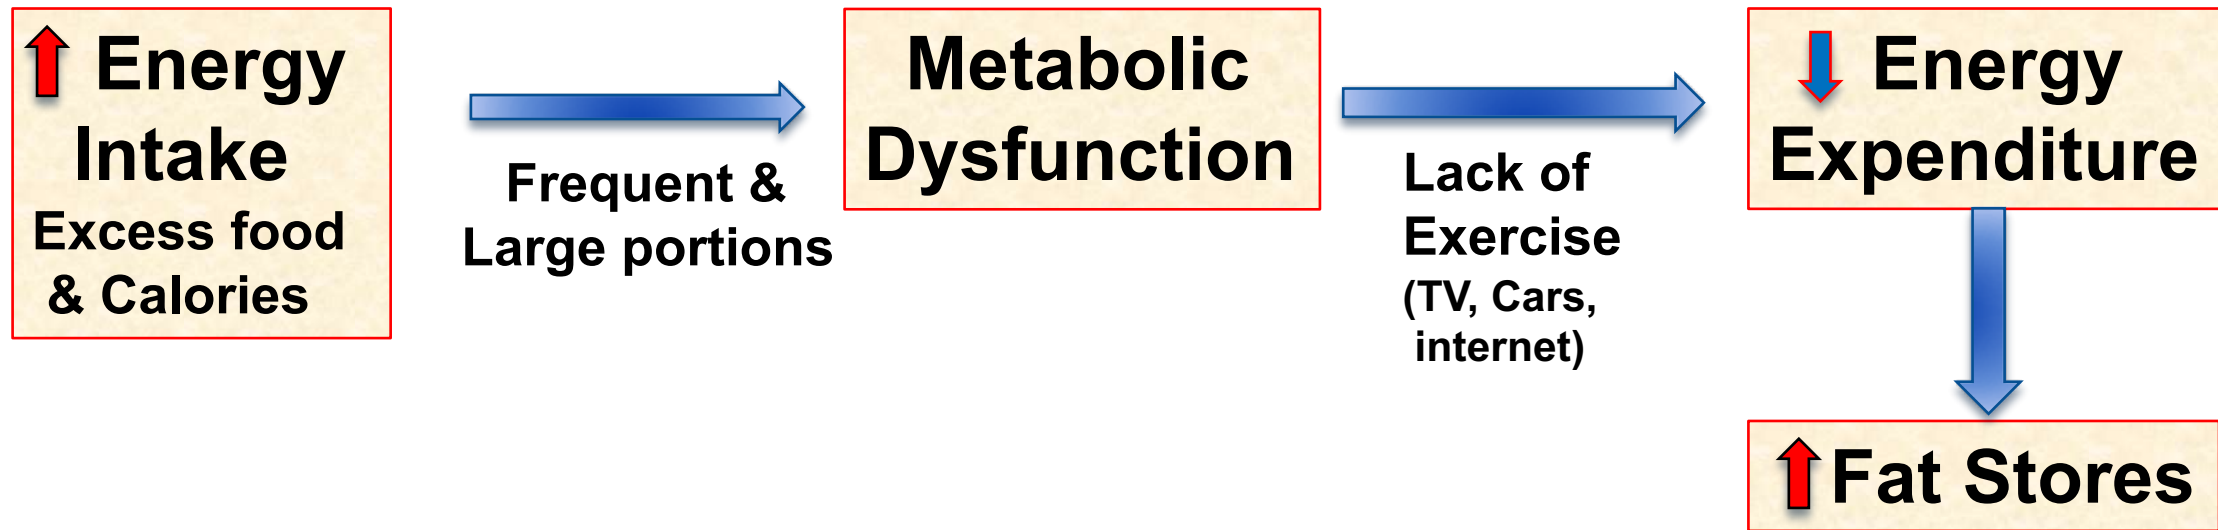 Energy
Intake
Excess food
& Calories
Frequent &
Large portions
Metabolic
Dysfunction
Lack of
Exercise
(TV, Cars,
internet)
Energy
Expenditure
Fat Stores